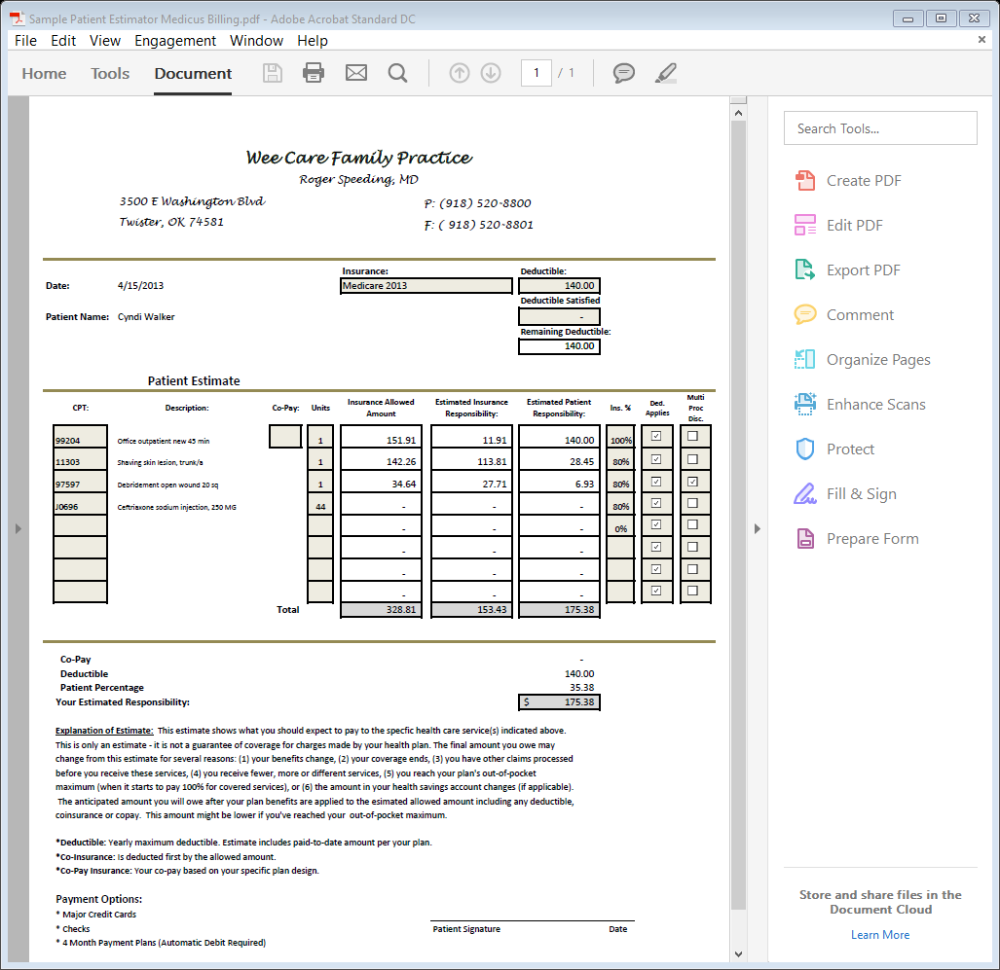 Sample Patient Estimator Medicus Billing.pdf - Adobe Acrobat Standard DC
File Edit View Engagement Window Help
Home Tools Document 1 / 1
Search Tools...
Create PDF
Edit PDF
Export PDF
Comment
Organize Pages
Enhance Scans
Protect
Fill & Sign
Prepare Form
Store and share files in the
Document Cloud
Learn More
Wee Care Family Practice
Roger Speeding, MD
3500 E Washington Blvd P: (918) 520-8800
Twister, OK 74581 F: ( 918) 520-8801
Insurance: Deductible:
Date: 4/15/2013 Medicare 2013 140.00
Deductible Satisfied
-
Patient Name: Cyndi Walker
Remaining Deductible:
140.00
Patient Estimate
CPT: Description: Co-Pay: Units Insurance Allowed Amount Estimated Insurance Responsibility: Estimated Patient Responsibility: Ins. % Ded. Applies Multi Proc Disc.
99204 Office outpatient new 45 min 1 151.91 11.91 140.00 100%
11303 Shaving skin lesion, trunk/a 1 142.26 113.81 28.45 80%
97597 Debridement open wound 20 sq 1 34.64 27.71 6.93 80%
J0696 Ceftriaxone sodium injection, 250 MG 44 - - - 80%
- - - 0%
- - -
- - -
- - -
Total 328.81 153.43 175.38
Co-Pay -
Deductible 140.00
Patient Percentage 35.38
Your Estimated Responsibility: $ 175.38
Explanation of Estimate: This estimate shows what you should expect to pay to the specfic health care service(s) indicated above.
This is only an estimate - it is not a guarantee of coverage for charges made by your health plan. The final amount you owe may
change from this estimate for several reasons: (1) your benefits change, (2) your coverage ends, (3) you have other claims processed
before you receive these services, (4) you receive fewer, more or different services, (5) you reach your plan's out-of-pocket
maximum (when it starts to pay 100% for covered services), or (6) the amount in your health savings account changes (if applicable).
The anticipated amount you will owe after your plan benefits are applied to the esimated allowed amount including any deductible,
coinsurance or copay. This amount might be lower if you've reached your out-of-pocket maximum.
*Deductible: Yearly maximum deductible. Estimate includes paid-to-date amount per your plan.
*Co-Insurance: Is deducted first by the allowed amount.
*Co-Pay Insurance: Your co-pay based on your specific plan design.
Payment Options:
* Major Credit Cards
* Checks
* 4 Month Payment Plans (Automatic Debit Required)
Patient Signature Date